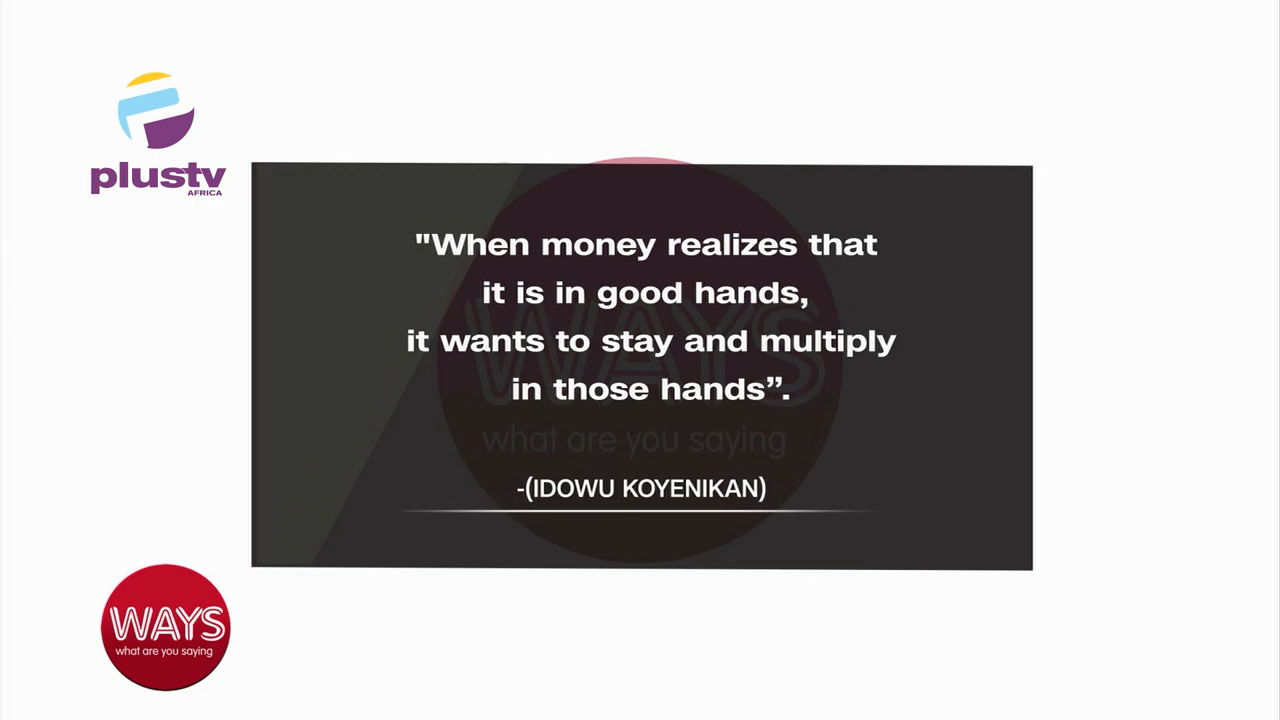 plustv
AFRICA
"When money realizes that
it is in good hands,
it wants to stay and multiply
in those hands”.
WAYS
what are you saying
-(IDOWU KOYENIKAN)
WAYS
what are you saying